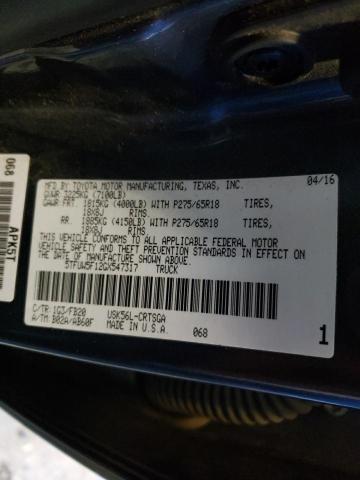 MFD BY TOYOTA MOTOR MANUFACTURING, TEXAS, INC. 04/16
GVWR 3225KG (7100LB)
GAWR FRT 1815KG (4000LB) WITH P275/65R18 TIRES,
18X8J RIMS.
RR. 1885KG (4150LB) WITH P275/65R18 TIRES,
18X8J RIMS.
THIS VEHICLE CONFORMS TO ALL APPLICABLE FEDERAL MOTOR
VEHICLE SAFETY AND THEFT PREVENTION STANDARDS IN EFFECT ON
THE DATE OF MANUFACTURE SHOWN ABOVE.
5TFUW5F12GX547317 TRUCK
C/TR: 1G3/FB20 USK56L-CRTSGA
A/TM: B02A/AB60F MADE IN U.S.A. 068
1
068
APK5T